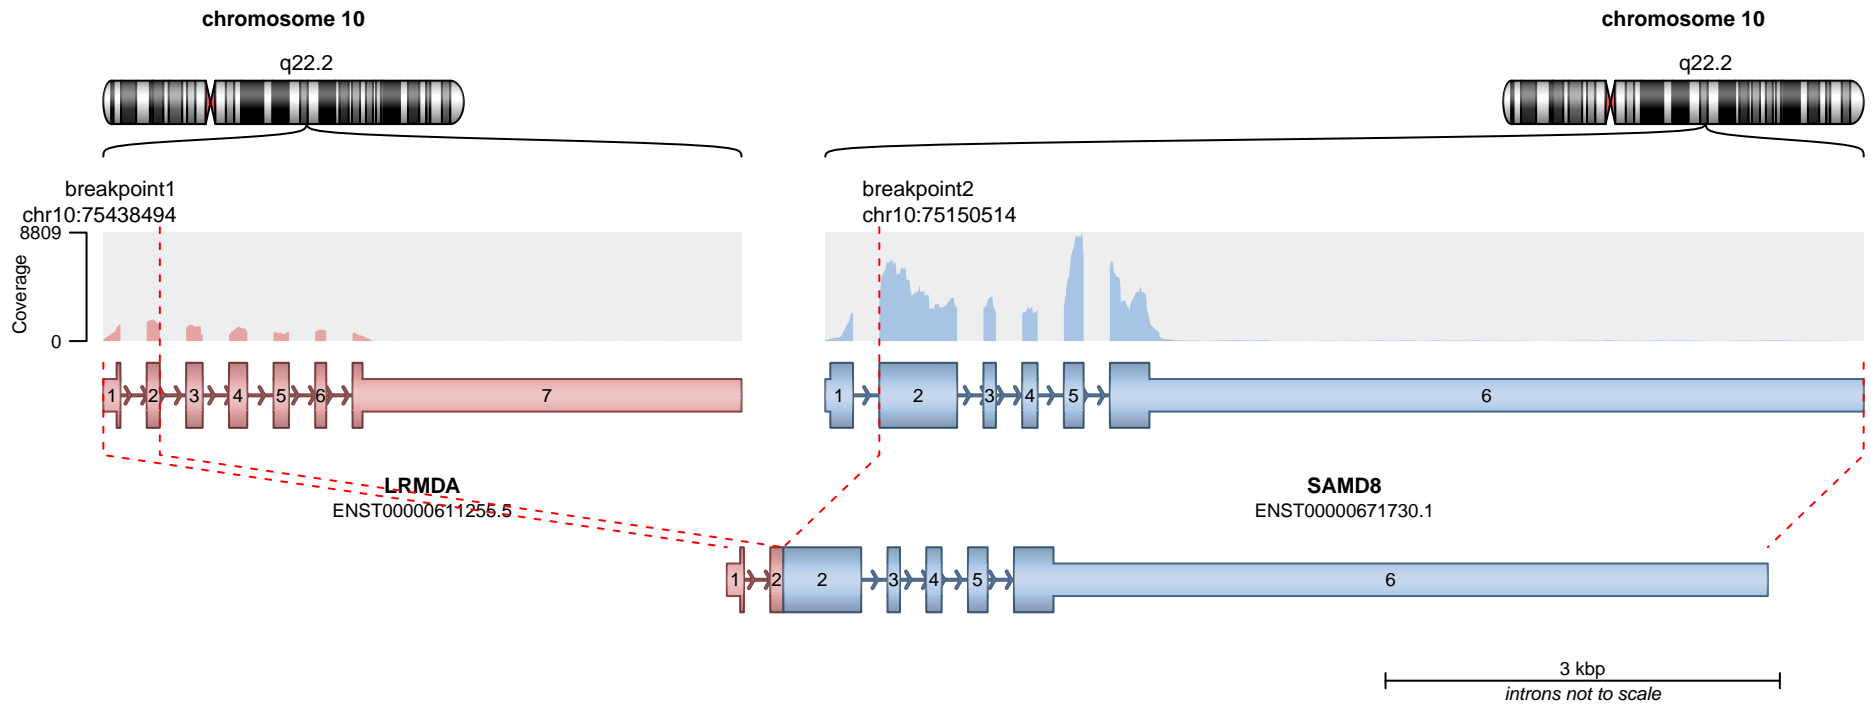 chromosome 10
chromosome 10
q22.2
q22.2
breakpoint1
chr10:75438494
breakpoint2
chr10:75150514
8809
0
Coverage
1 2 3 4 5 6 7
1 2 3 4 5 6
LRMDA
ENST00000611255.5
SAMD8
ENST00000671730.1
1 2 2 3 4 5 6
3 kbp
introns not to scale